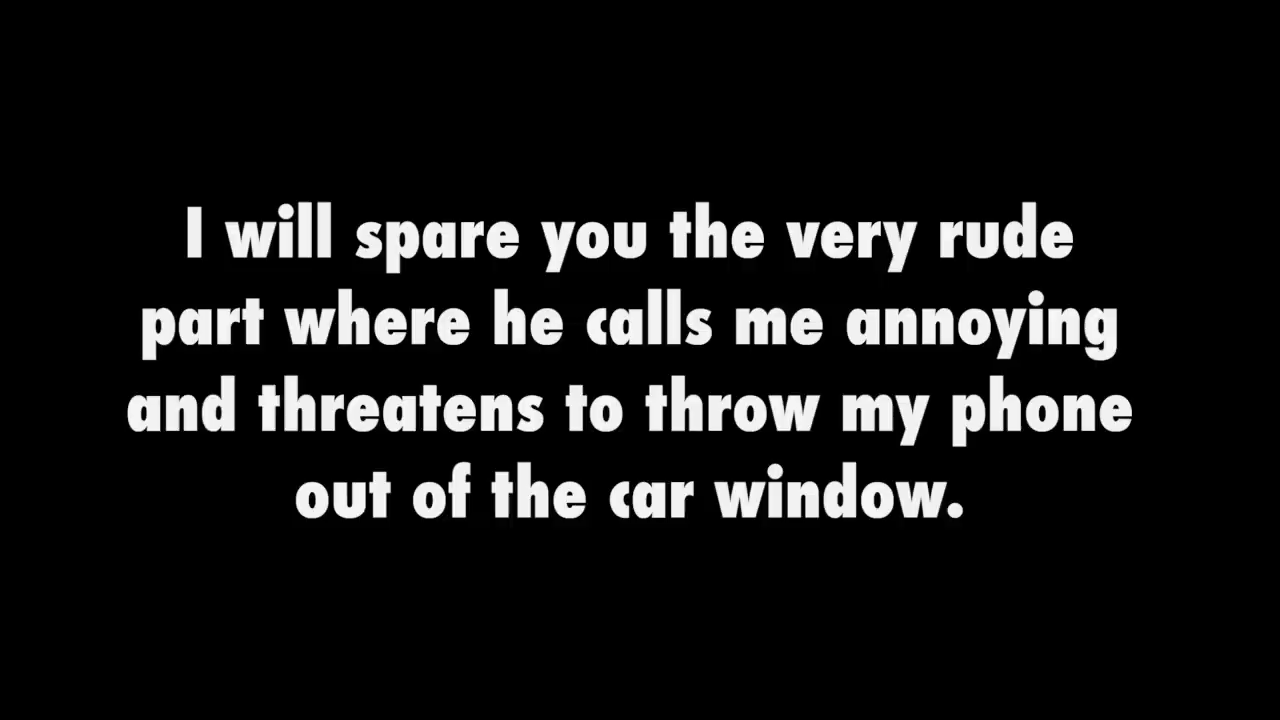 I will spare you the very rude
part where he calls me annoying
and threatens to throw my phone
out of the car window.